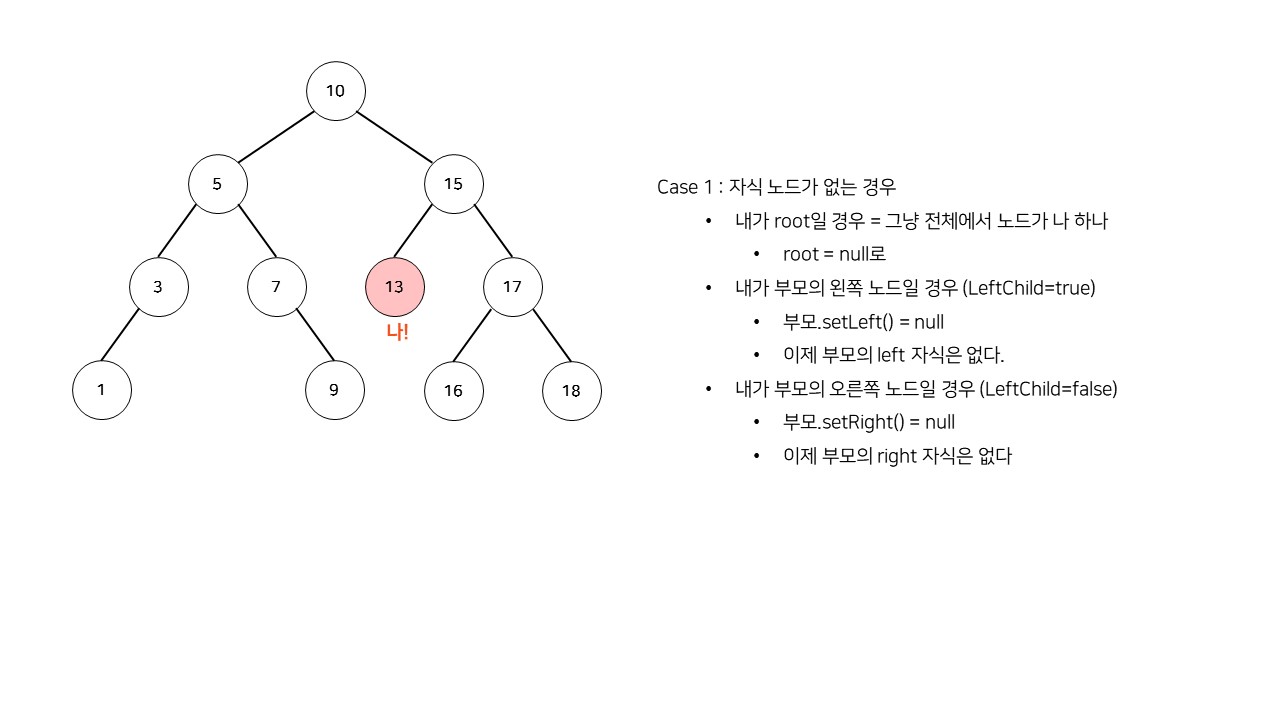 10
5
15
3
7
13
17
나!
1
9
16
18
Case 1 : 자식 노드가 없는 경우
• 내가 root일 경우 = 그냥 전체에서 노드가 나 하나
• root = null로
• 내가 부모의 왼쪽 노드일 경우 (LeftChild=true)
• 부모.setLeft() = null
• 이제 부모의 left 자식은 없다.
• 내가 부모의 오른쪽 노드일 경우 (LeftChild=false)
• 부모.setRight() = null
• 이제 부모의 right 자식은 없다